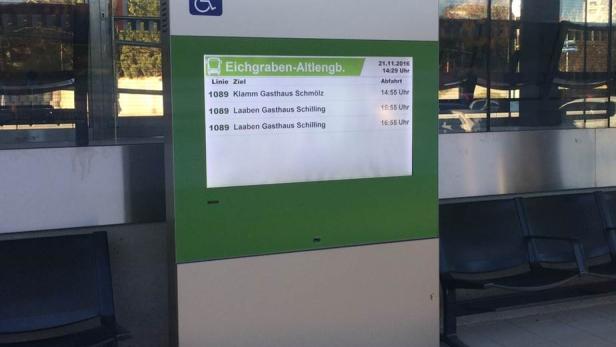 Eichgraben-Altlengb.
21.11.2016
14:29 Uhr
Linie Ziel Abfahrt
1089 Klamm Gasthaus Schmölz 14:55 Uhr
1089 Laaben Gasthaus Schilling 15:55 Uhr
1089 Laaben Gasthaus Schilling 16:55 Uhr